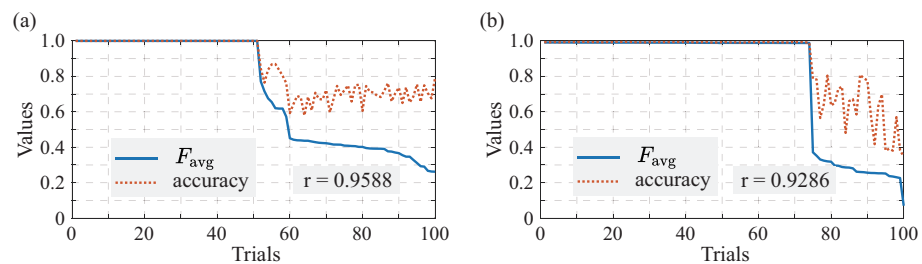 (a)
1.0
0.8
0.6
0.4
0.2
0
Values
F_avg
accuracy
r = 0.9588
0 20 40 60 80 100
Trials
(b)
1.0
0.8
0.6
0.4
0.2
0
Values
F_avg
accuracy
r = 0.9286
0 20 40 60 80 100
Trials